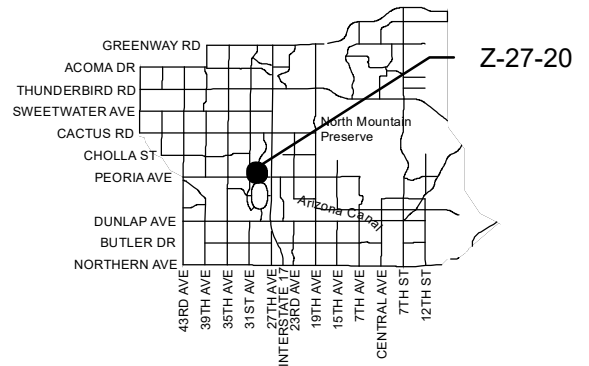 Z-27-20
GREENWAY RD
ACOMA DR
THUNDERBIRD RD
SWEETWATER AVE
CACTUS RD
CHOLLA ST
PEORIA AVE
DUNLAP AVE
BUTLER DR
NORTHERN AVE
North Mountain
Preserve
Arizona Canal
43RD AVE
39TH AVE
35TH AVE
31ST AVE
27TH AVE
INTERSTATE 17
23RD AVE
19TH AVE
15TH AVE
7TH AVE
CENTRAL AVE
7TH ST
12TH ST